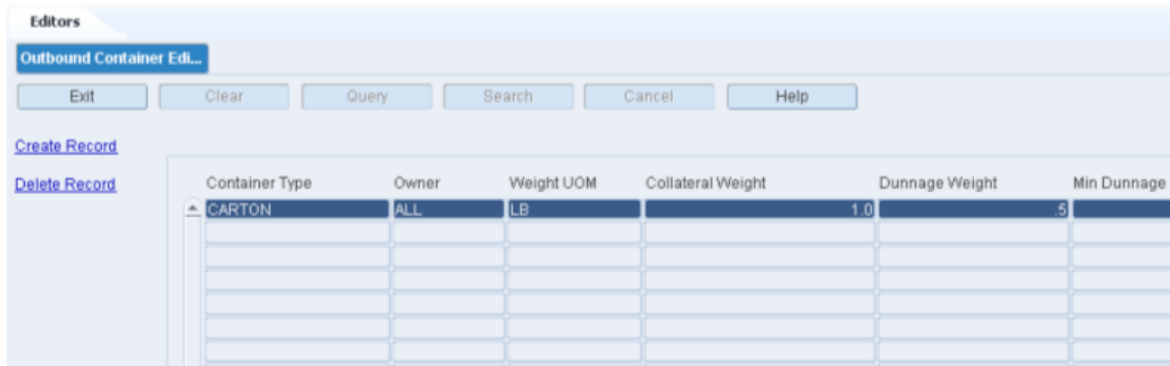 Editors
Outbound Container Edi...
Exit Clear Query Search Cancel Help
Create Record
Delete Record
Container Type Owner Weight UOM Collateral Weight Dunnage Weight Min Dunnage
CARTON ALL LB 1.0 .5